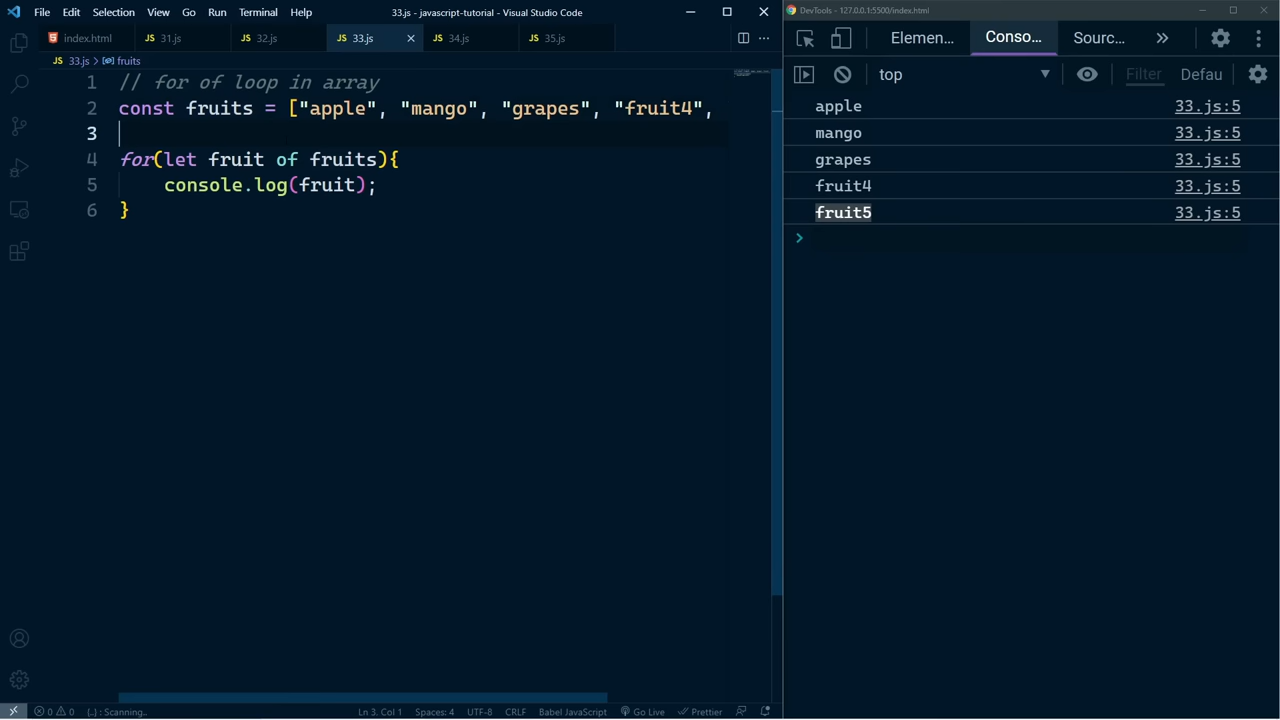 File Edit Selection View Go Run Terminal Help 33.js - javascript-tutorial - Visual Studio Code
index.html JS 31.js JS 32.js JS 33.js JS 34.js JS 35.js
JS 33.js > fruits
1 // for of loop in array
2 const fruits = ["apple", "mango", "grapes", "fruit4",
3
4 for(let fruit of fruits){
5 console.log(fruit);
6 }
0 0 {..} : Scanning.. Ln 3, Col 1 Spaces: 4 UTF-8 CRLF Babel JavaScript Go Live Prettier
DevTools - 127.0.0.1:5500/index.html
Elemen... Conso... Sourc...
top Filter Defau
apple 33.js:5
mango 33.js:5
grapes 33.js:5
fruit4 33.js:5
fruit5 33.js:5